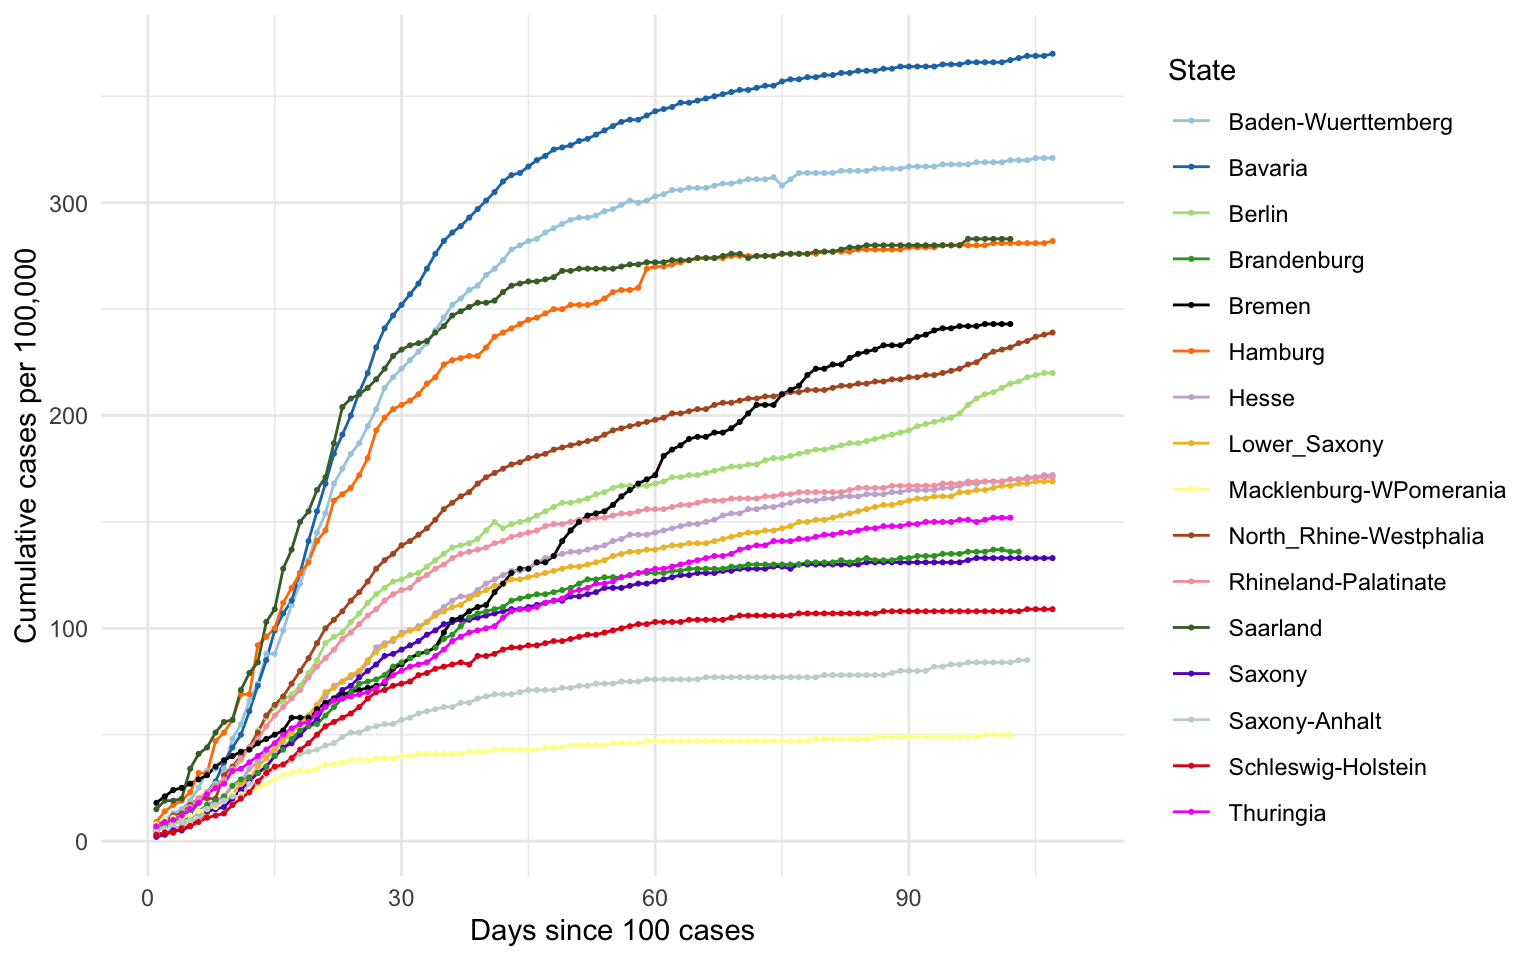 Cumulative cases per 100,000
300
200
100
0
0 30 60 90
Days since 100 cases
State
Baden-Wuerttemberg
Bavaria
Berlin
Brandenburg
Bremen
Hamburg
Hesse
Lower_Saxony
Macklenburg-WPomerania
North_Rhine-Westphalia
Rhineland-Palatinate
Saarland
Saxony
Saxony-Anhalt
Schleswig-Holstein
Thuringia